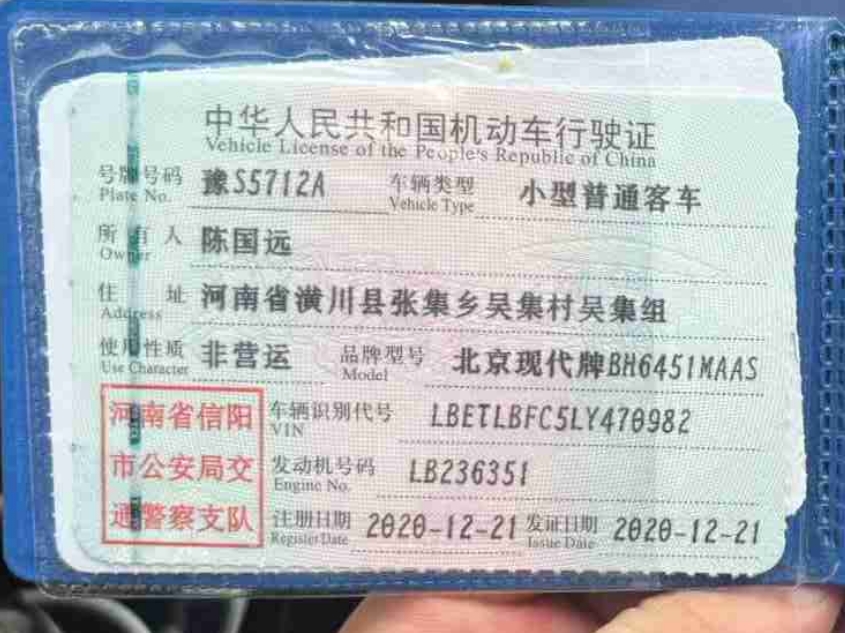 中华人民共和国机动车行驶证
Vehicle License of the People's Republic of China
号牌号码 豫S5712A 车辆类型 小型普通客车
Plate No. Vehicle Type
所有人 陈国远
Owner
住址 河南省潢川县张集乡吴集村吴集组
Address
使用性质 非营运 品牌型号 北京现代牌BH6451MAAS
Use Character Model
河南省信阳 车辆识别代号 LBETLBFC5LY470982
VIN
市公安局交 发动机号码 LB236351
Engine No.
通警察支队 注册日期 2020-12-21 发证日期 2020-12-21
Register Date Issue Date